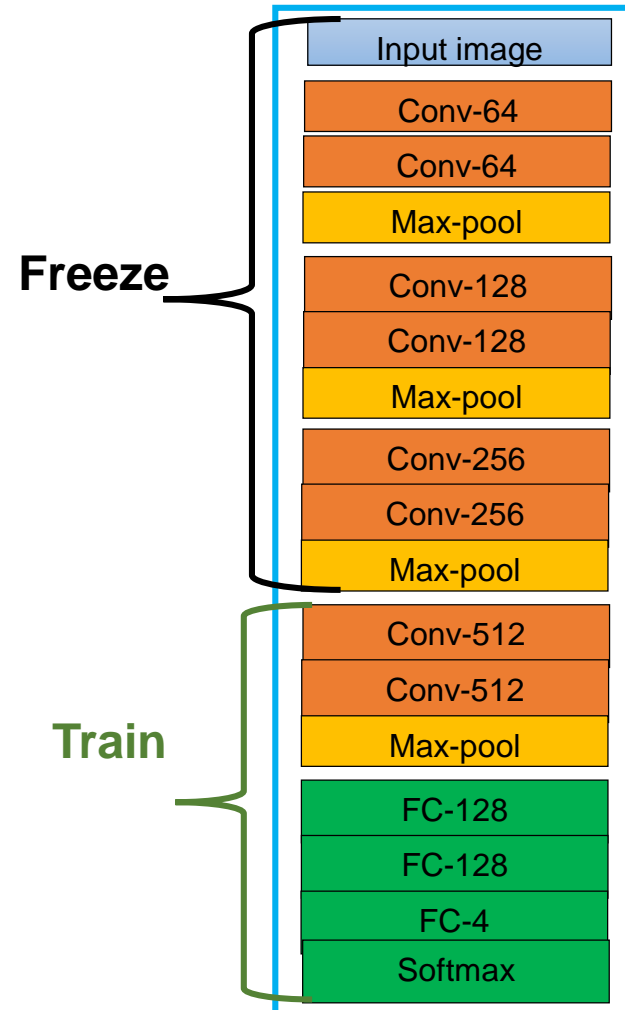 Input image
Conv-64
Conv-64
Max-pool
Freeze
Conv-128
Conv-128
Max-pool
Conv-256
Conv-256
Max-pool
Conv-512
Conv-512
Train
Max-pool
FC-128
FC-128
FC-4
Softmax